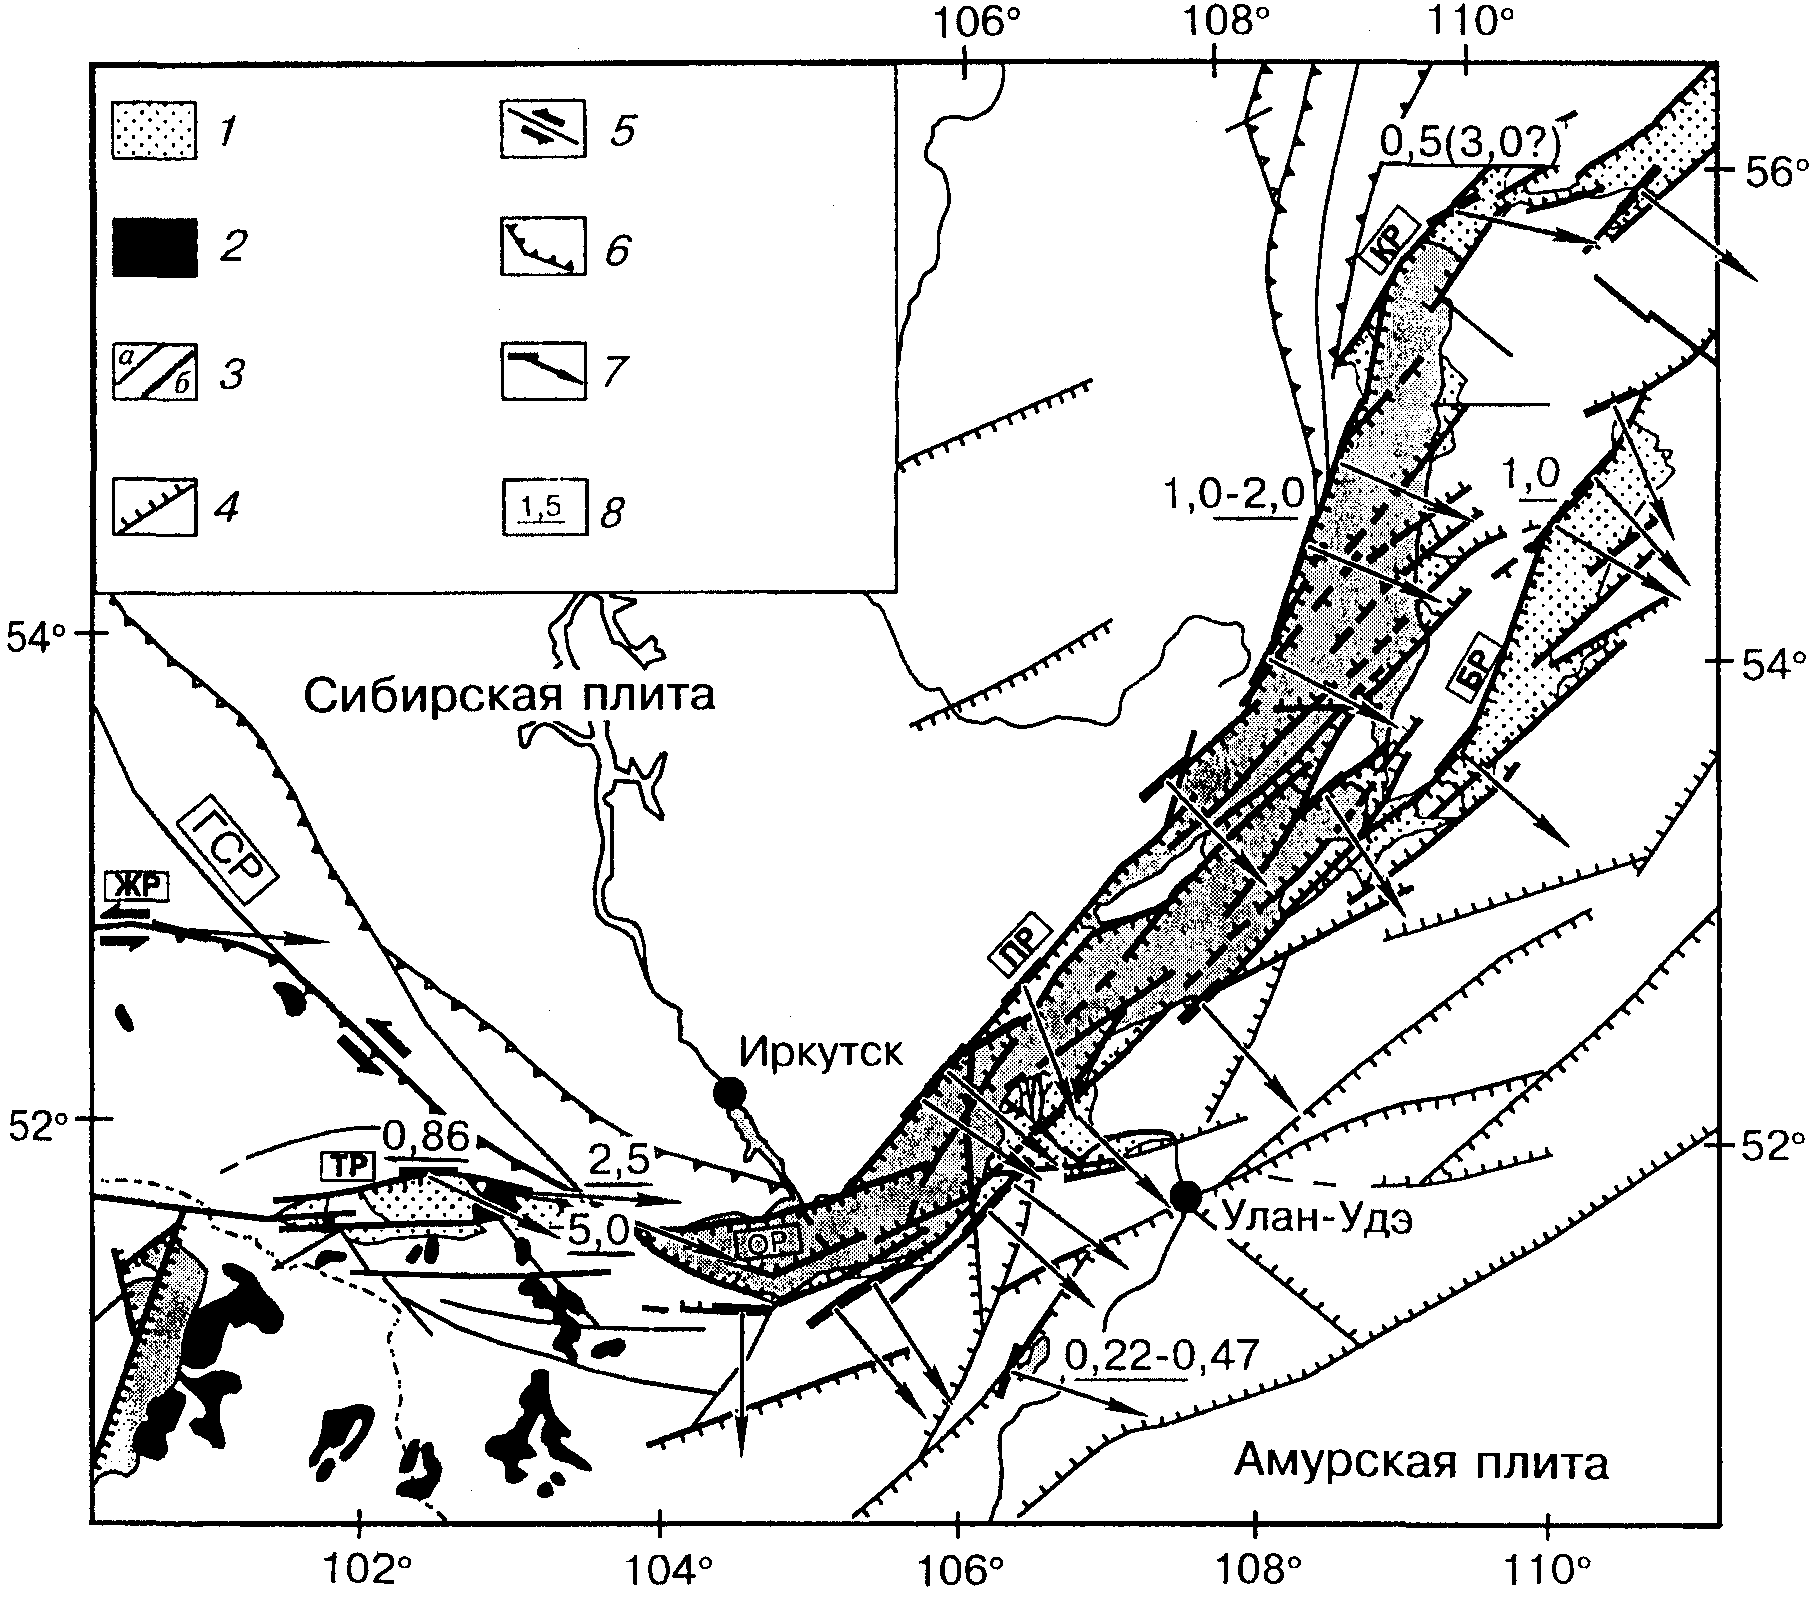 106° 108° 110°
1 5
2 6
а б 3 7
4 1,5 8
0,5(3,0?)
56°
КР
1,0-2,0 1,0
54° 54°
Сибирская плита
БР
ГСР
ЖР
ПР
Иркутск
52° 52°
0,86
ТР 2,5
5,0 ОР
Улан-Удэ
0,22-0,47
Амурская плита
102° 104° 106° 108° 110°